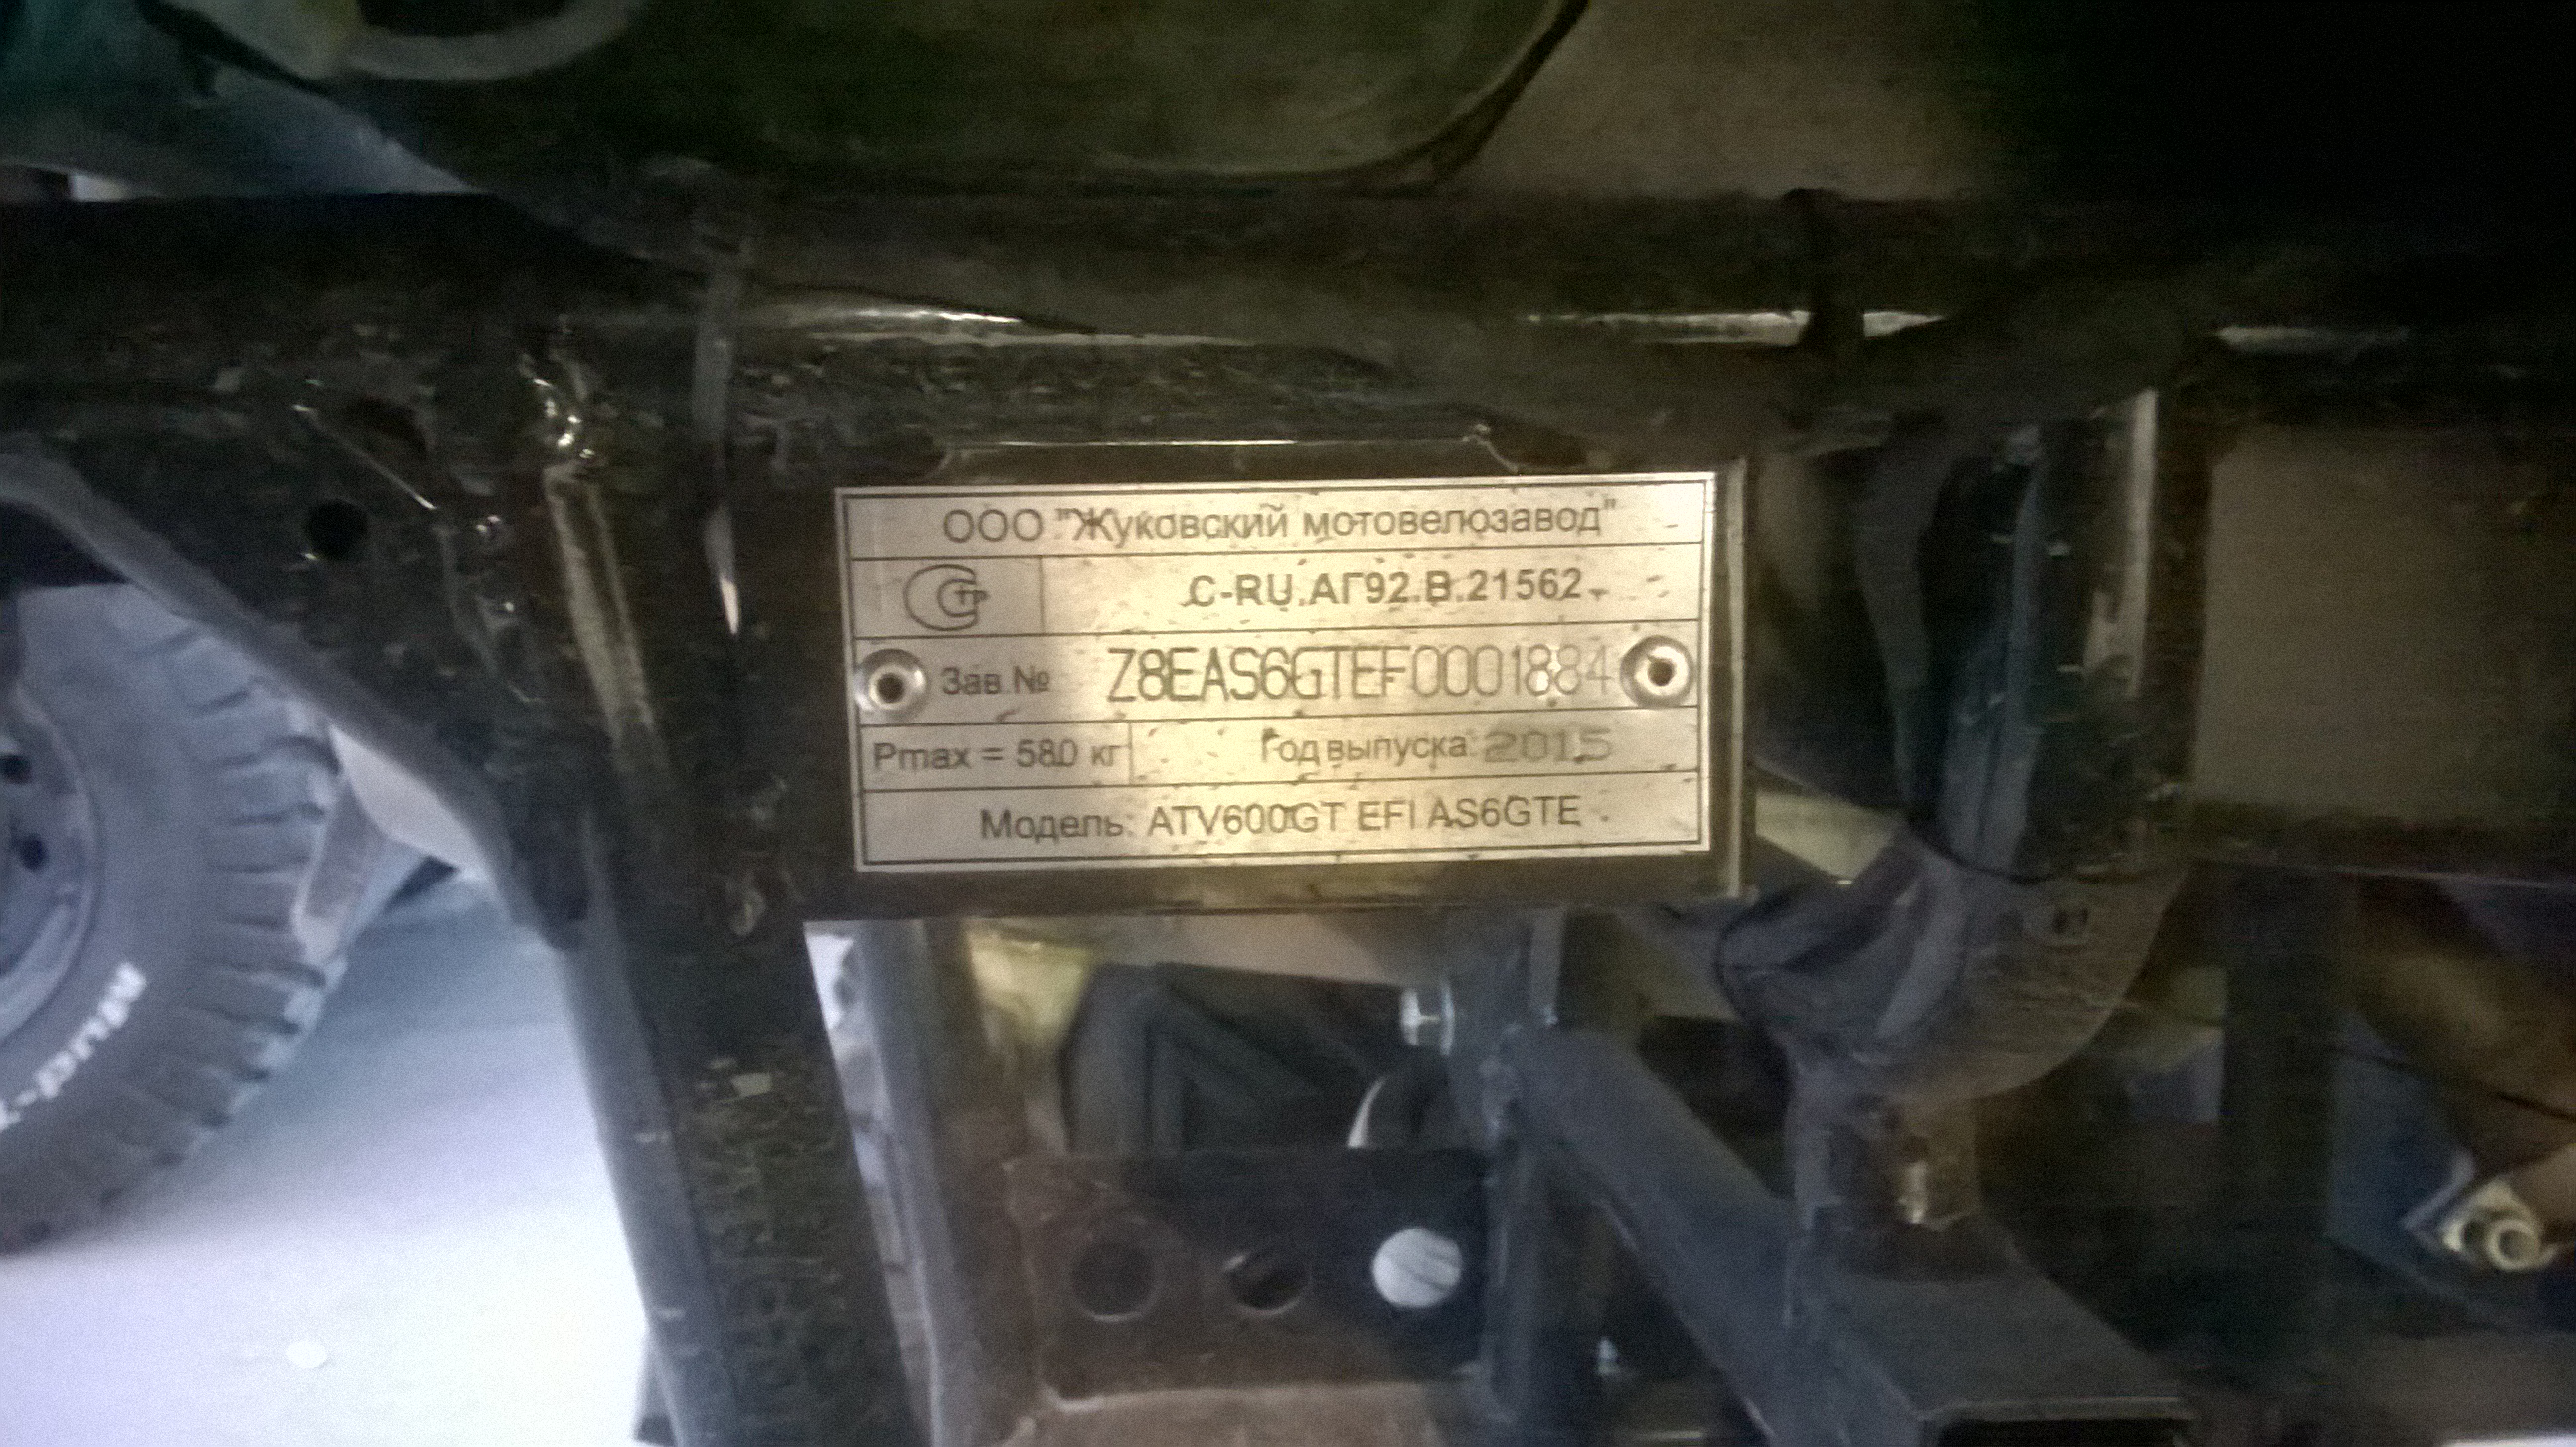 ООО "Жуковский мотовелозавод"
C-RU.АГ92.В.21562
Зав.№ Z8EAS6GTEF0001884
Pmax = 580 кг Год выпуска: 2015
Модель: ATV600GT EFI AS6GTE